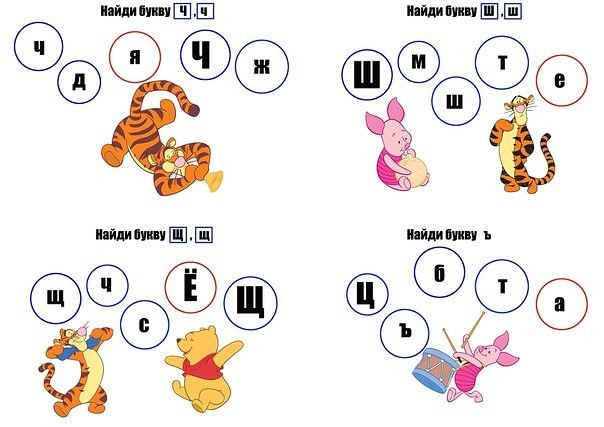 Найди букву Ч , ч
ч д я Ч ж
Найди букву Ш , ш
Ш м ш т е
Найди букву Щ , щ
щ ч с Ё Щ
Найди букву ъ
Ц ъ б т а